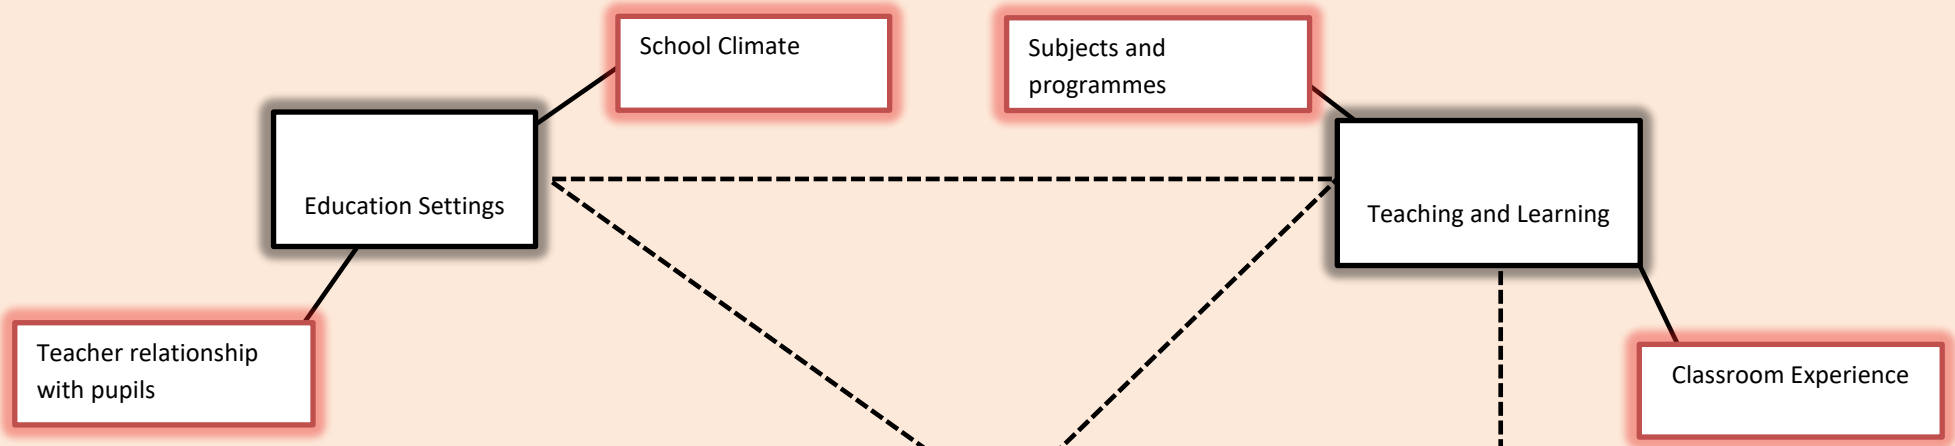 School Climate
Subjects and
programmes
Education Settings
Teaching and Learning
Teacher relationship
with pupils
Classroom Experience